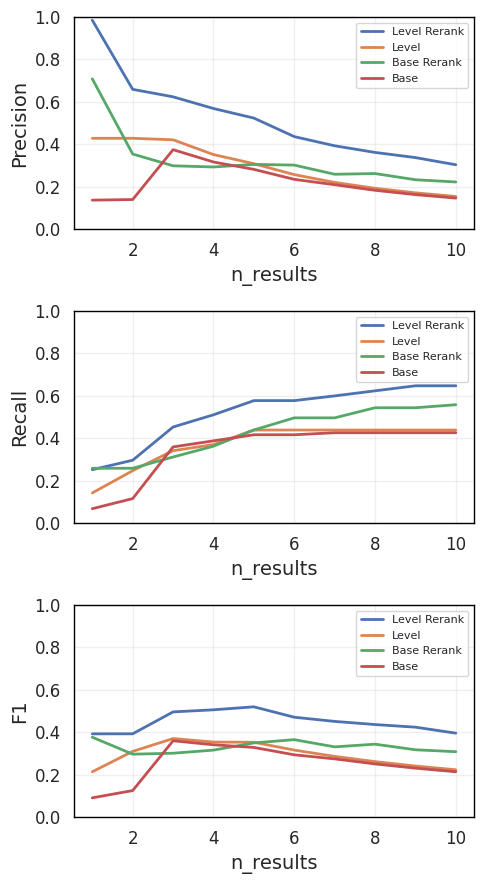 1.0
0.8
0.6
0.4
0.2
0.0
Precision
Level Rerank
Level
Base Rerank
Base
2 4 6 8 10
n_results
1.0
0.8
0.6
0.4
0.2
0.0
Recall
Level Rerank
Level
Base Rerank
Base
2 4 6 8 10
n_results
1.0
0.8
0.6
0.4
0.2
0.0
F1
Level Rerank
Level
Base Rerank
Base
2 4 6 8 10
n_results